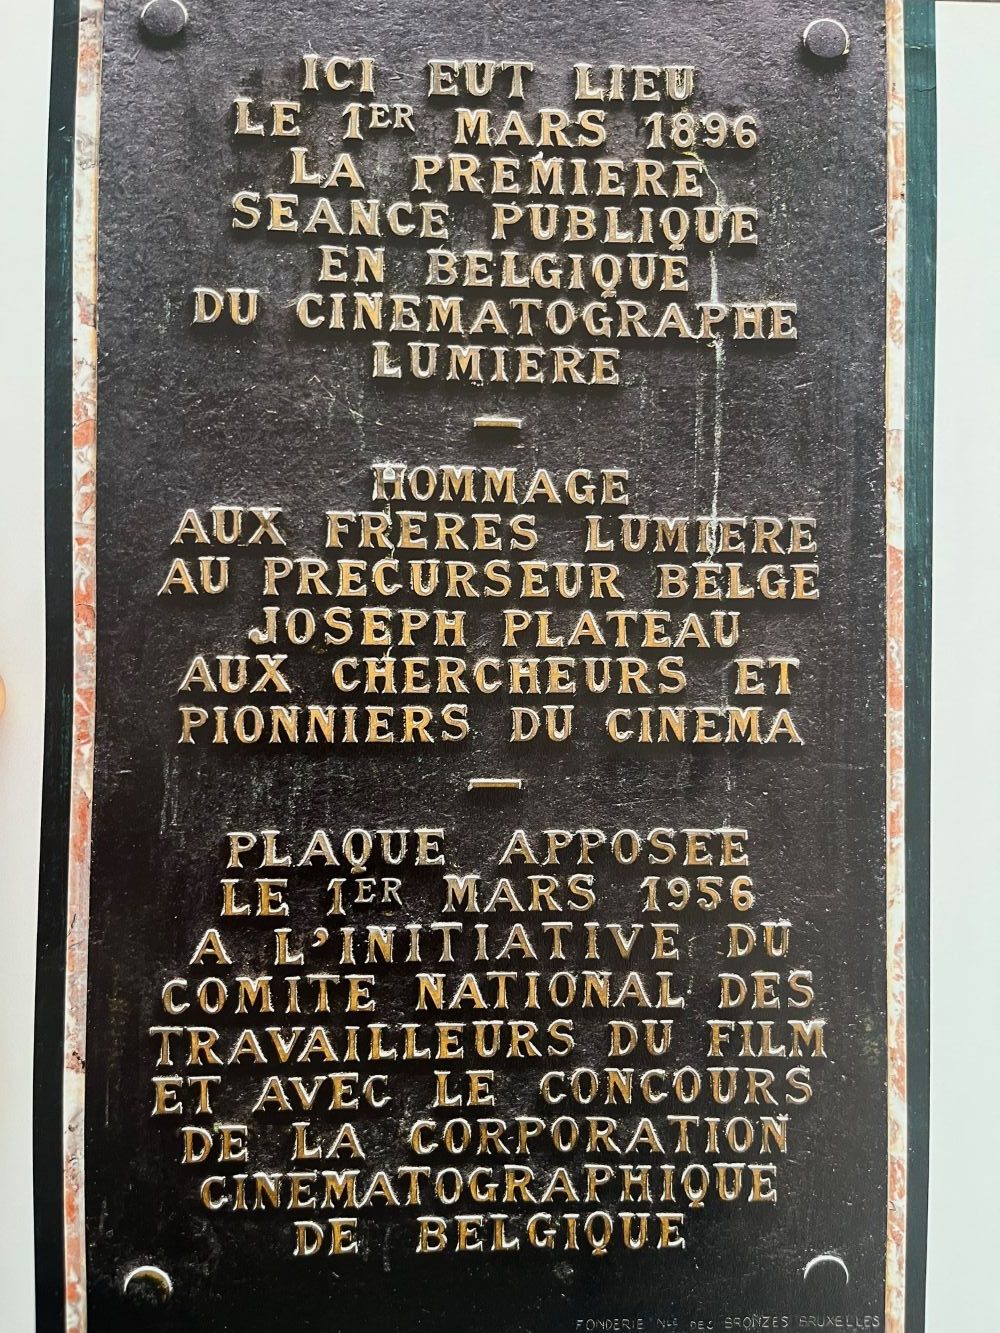 ICI EUT LIEU
LE 1ER MARS 1896
LA PREMIERE
SEANCE PUBLIQUE
EN BELGIQUE
DU CINEMATOGRAPHE
LUMIERE
—
HOMMAGE
AUX FRERES LUMIERE
AU PRECURSEUR BELGE
JOSEPH PLATEAU
AUX CHERCHEURS ET
PIONNIERS DU CINEMA
—
PLAQUE APPOSEE
LE 1ER MARS 1956
A L'INITIATIVE DU
COMITE NATIONAL DES
TRAVAILLEURS DU FILM
ET AVEC LE CONCOURS
DE LA CORPORATION
CINEMATOGRAPHIQUE
DE BELGIQUE
FONDERIE NLE DES BRONZES BRUXELLES